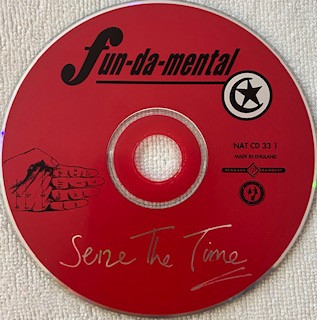 fun-da-mental
NAT CD 33 1
MADE IN ENGLAND
Seize The Time